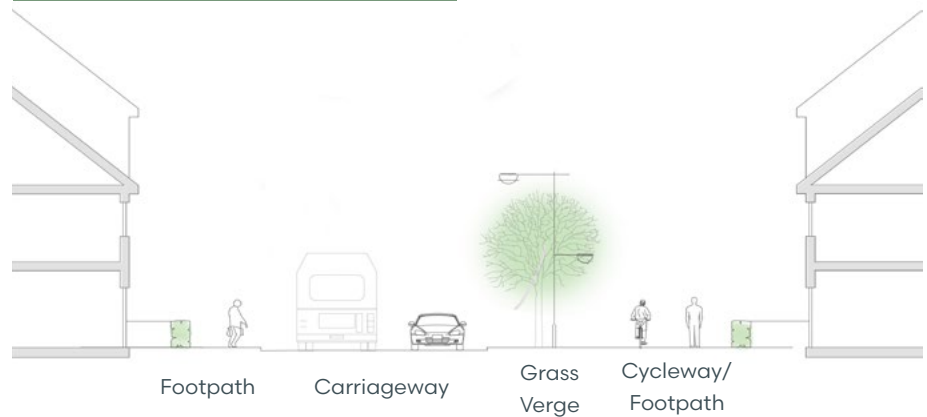 Footpath
Carriageway
Grass
Verge
Cycleway/
Footpath